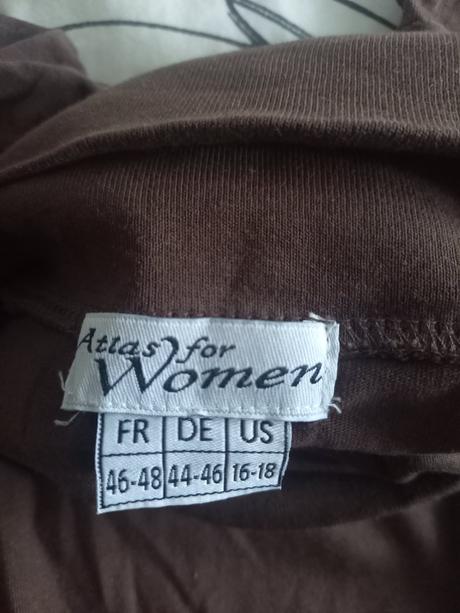 Atlas for
Women
FR DE US
46-48 44-46 16-18